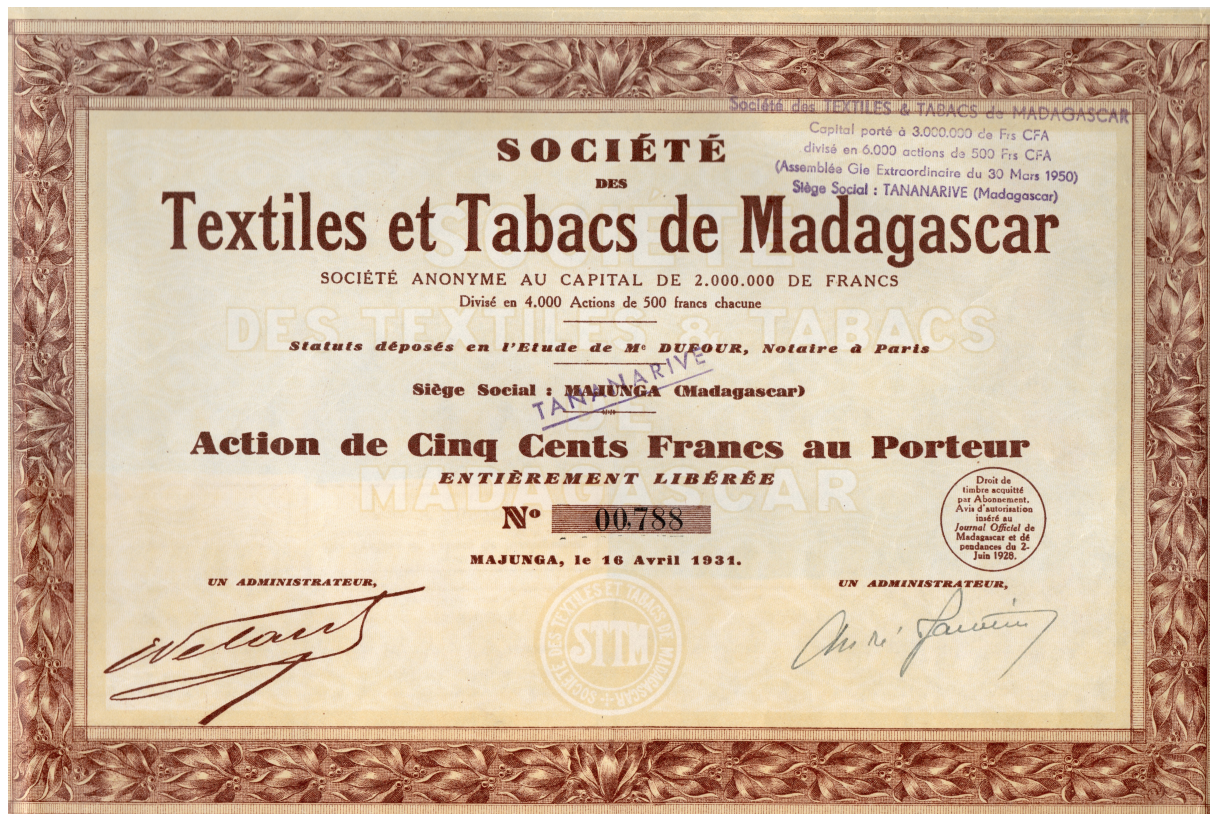 Société des TEXTILES & TABACS de MADAGASCAR
Capital porté à 3.000.000 de Frs CFA
divisé en 6.000 actions de 500 Frs CFA
(Assemblée Gle Extraordinaire du 30 Mars 1950)
Siège Social : TANANARIVE (Madagascar)
SOCIÉTÉ
DES
Textiles et Tabacs de Madagascar
SOCIÉTÉ ANONYME AU CAPITAL DE 2.000.000 DE FRANCS
Divisé en 4.000 Actions de 500 francs chacune
SOCIÉTÉ
DES TEXTILES & TABACS
DE
MADAGASCAR
Statuts déposés en l'Etude de Me DUFOUR, Notaire à Paris
Siège Social : MAJUNGA (Madagascar)
TANANARIVE
Action de Cinq Cents Francs au Porteur
ENTIÈREMENT LIBÉRÉE
No 00,788
Droit de
timbre acquitté
par Abonnement.
Avis d'autorisation
inséré au
Journal Officiel de
Madagascar et dé
pendances du 2-
Juin 1928.
MAJUNGA, le 16 Avril 1931.
UN ADMINISTRATEUR,
UN ADMINISTRATEUR,
André
SOCIÉTÉ DES TEXTILES ET TABACS DE MADAGASCAR
STTM